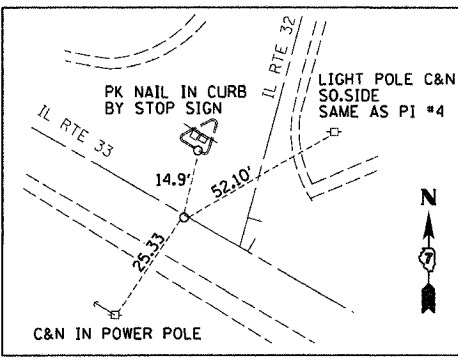 IL RTE 32
PK NAIL IN CURB
BY STOP SIGN
LIGHT POLE C&N
SO.SIDE
SAME AS PI #4
IL RTE 33
14.9'
52.10'
25.33
N
7
C&N IN POWER POLE